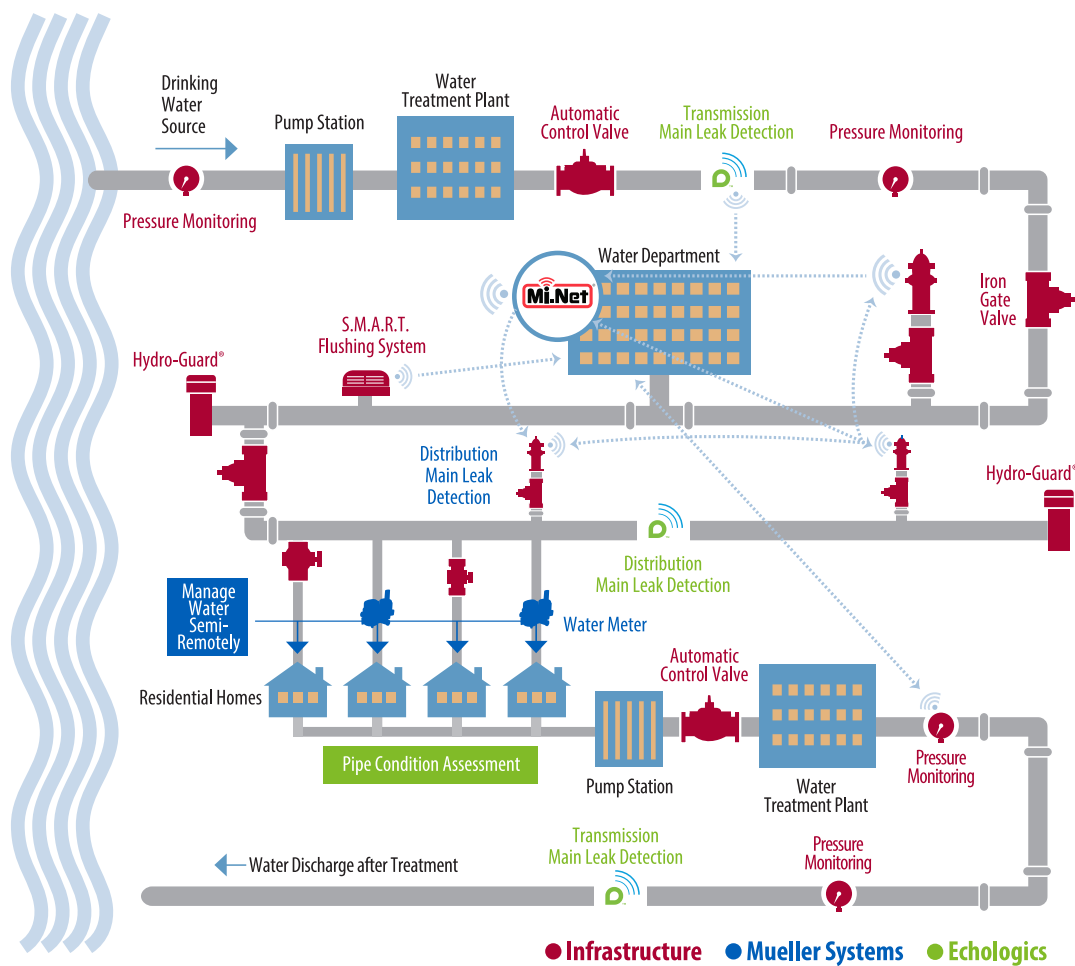 Drinking
Water
Source
Pump Station
Water
Treatment Plant
Automatic
Control Valve
Transmission
Main Leak Detection
Pressure Monitoring
Pressure Monitoring
Water Department
Mi.Net
Iron
Gate
Valve
S.M.A.R.T.
Flushing System
Hydro-Guard®
Distribution
Main Leak
Detection
Hydro-Guard®
Distribution
Main Leak Detection
Manage
Water
Semi-
Remotely
Water Meter
Residential Homes
Automatic
Control Valve
Pipe Condition Assessment
Pump Station
Water
Treatment Plant
Pressure
Monitoring
Transmission
Main Leak Detection
Pressure
Monitoring
Water Discharge after Treatment
Infrastructure
Mueller Systems
Echologics